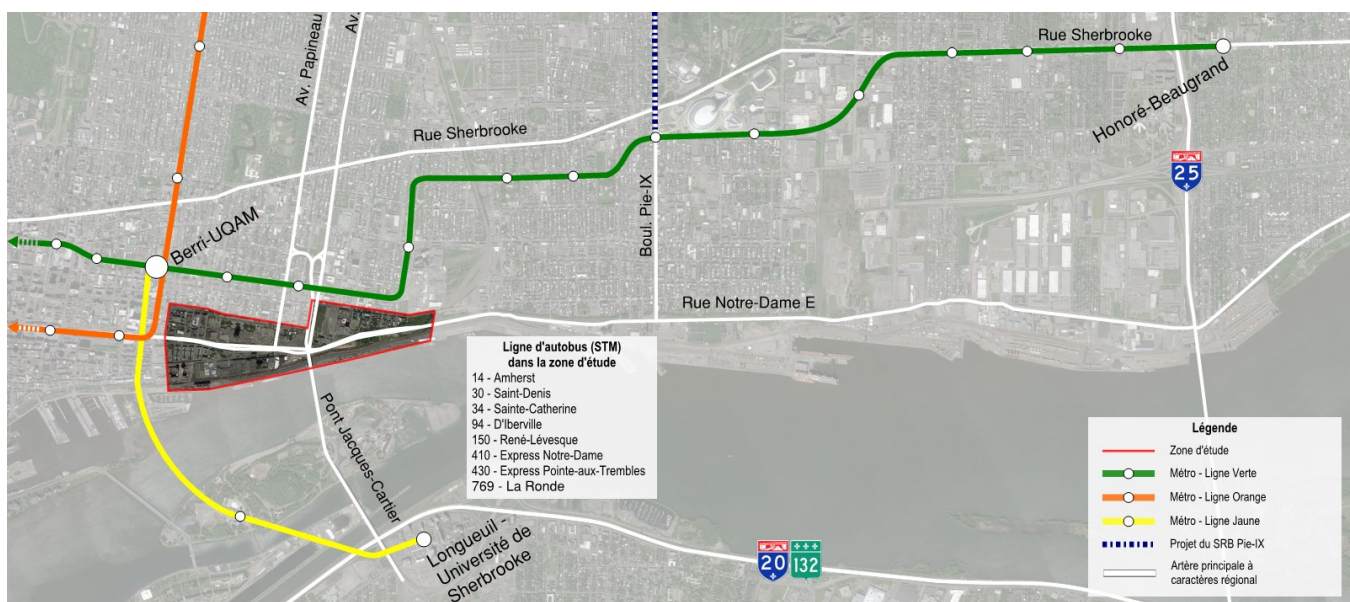 Av. Papineau
Av.
Rue Sherbrooke
Rue Sherbrooke
Honoré-Beaugrand
25
Boul. Pie-IX
Berri-UQAM
Rue Notre-Dame E
Pont Jacques-Cartier
Ligne d'autobus (STM)
dans la zone d'étude
14 - Amherst
30 - Saint-Denis
34 - Sainte-Catherine
94 - D'Iberville
150 - René-Lévesque
410 - Express Notre-Dame
430 - Express Pointe-aux-Trembles
769 - La Ronde
Longueuil -
Université de
Sherbrooke
20
132
Légende
Zone d'étude
Métro - Ligne Verte
Métro - Ligne Orange
Métro - Ligne Jaune
Projet du SRB Pie-IX
Artère principale à
caractères régional